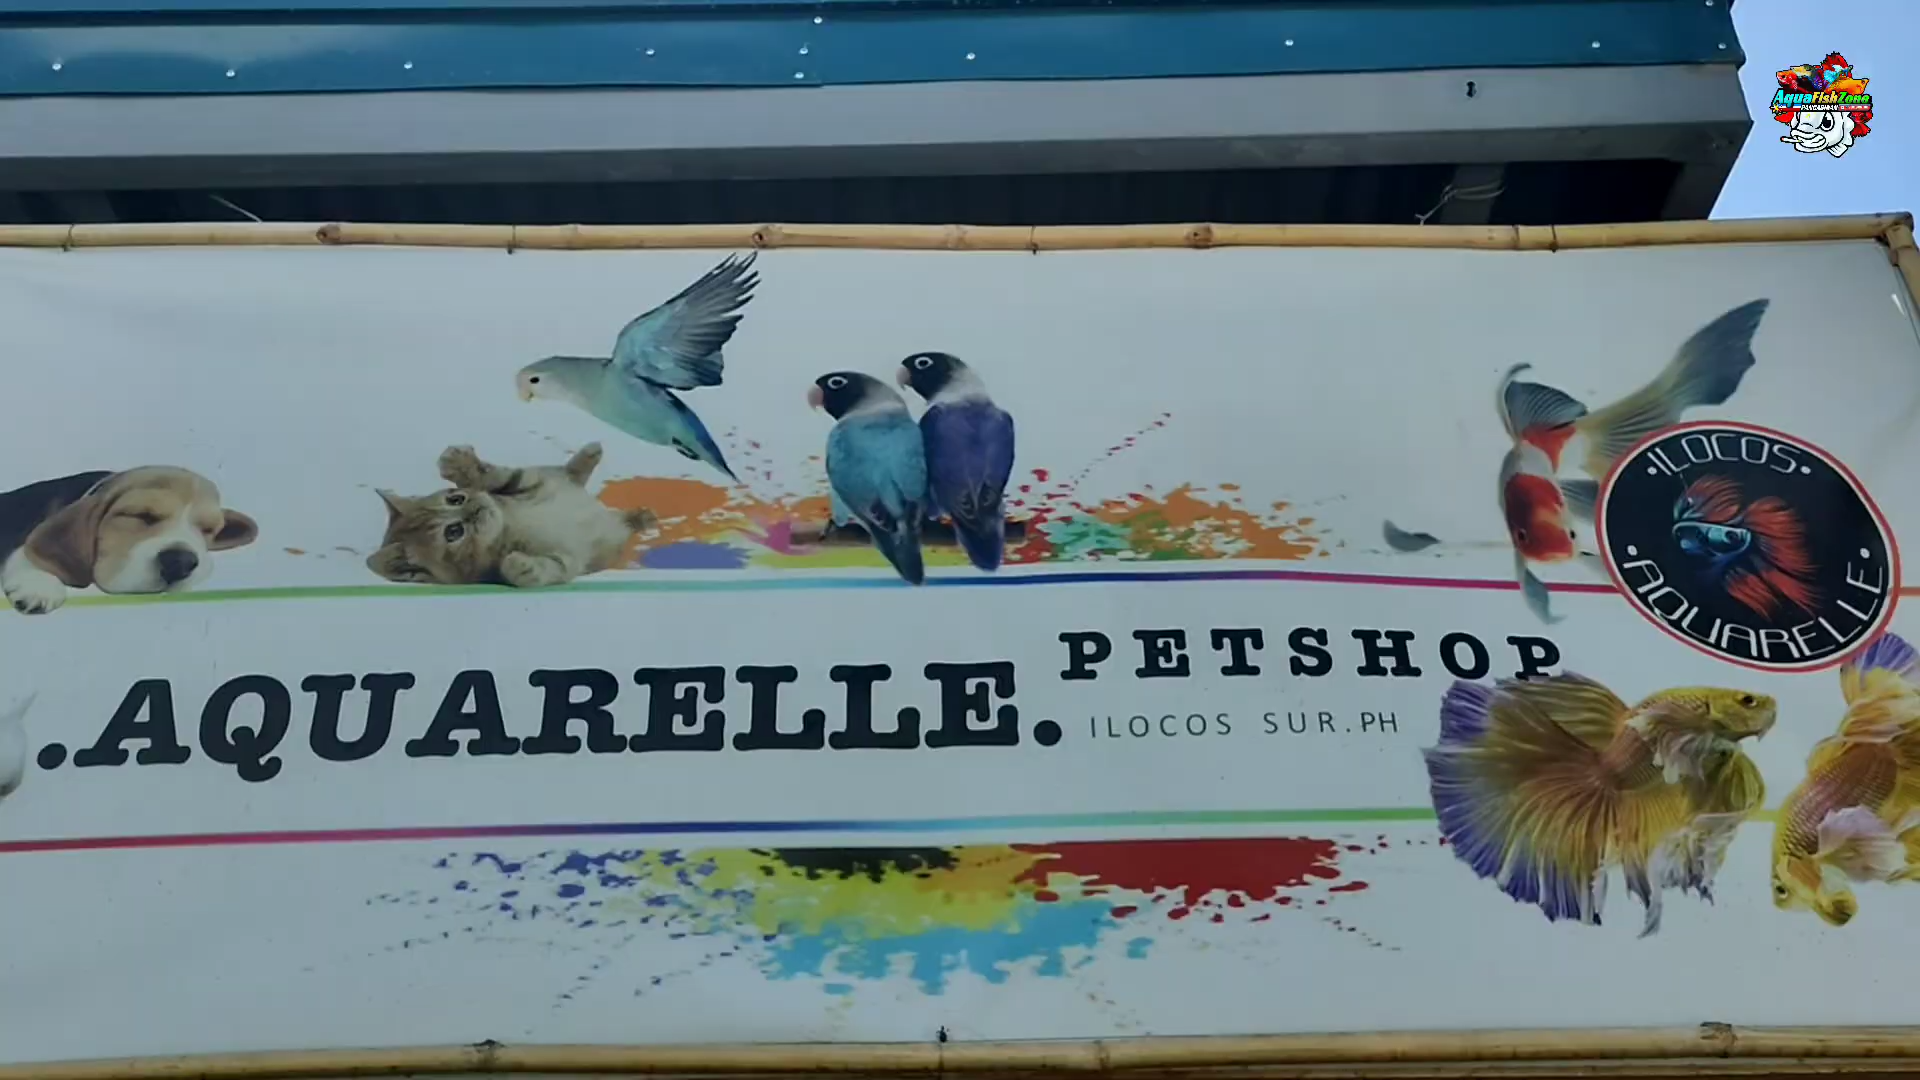 AquaFishZone
ILOCOS
AQUARELLE
.AQUARELLE.
PETSHOP
ILOCOS SUR.PH